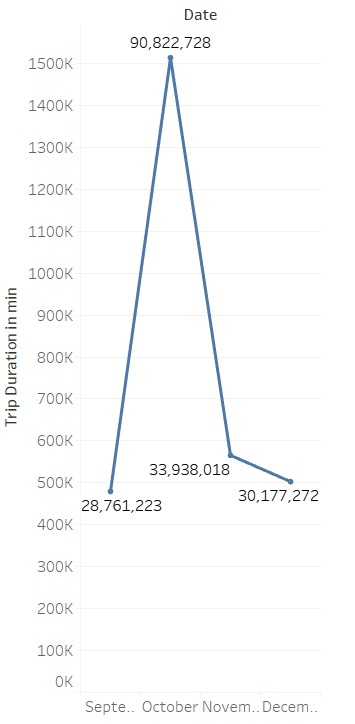 Date
90,822,728
1500K
1400K
1300K
1200K
1100K
1000K
900K
800K
700K
600K
500K
400K
300K
200K
100K
0K
Trip Duration in min
33,938,018
30,177,272
28,761,223
Septe.. October Novem.. Decem..